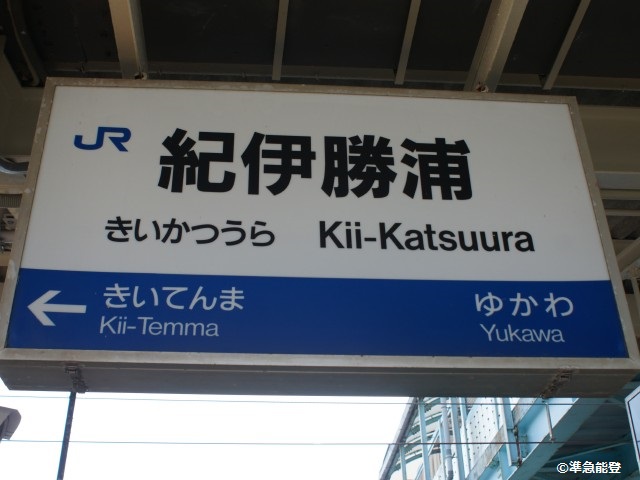 JR 紀伊勝浦
きいかつうら Kii-Katsuura
← きいてんま ゆかわ
Kii-Temma Yukawa
©準急能登